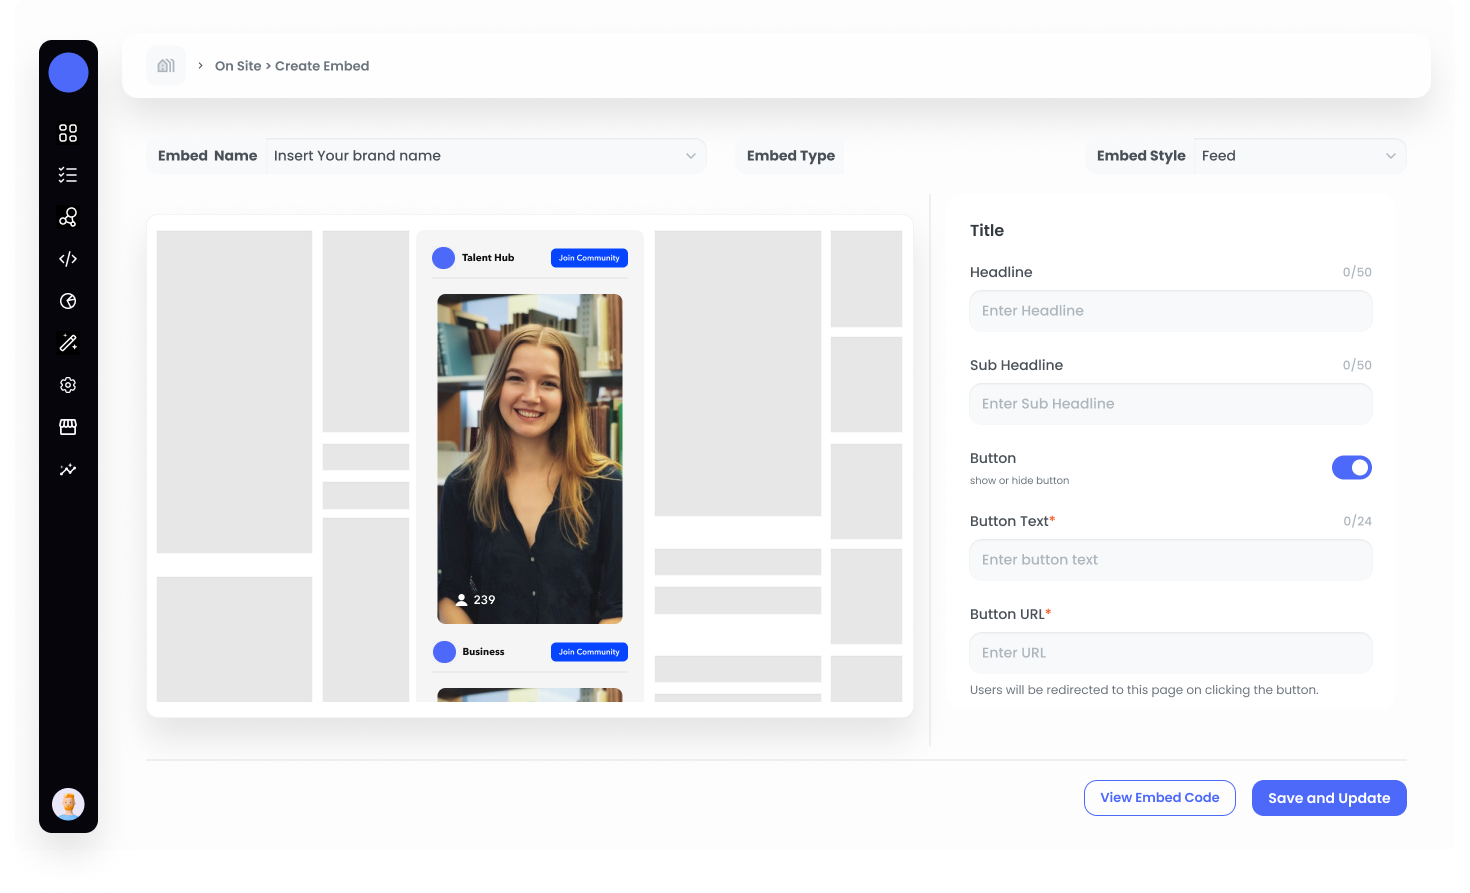 On Site > Create Embed
Embed Name
Insert Your brand name
Embed Type
Embed Style
Feed
Talent Hub
Join Community
239
Business
Join Community
Title
Headline
0/50
Enter Headline
Sub Headline
0/50
Enter Sub Headline
Button
show or hide button
Button Text*
0/24
Enter button text
Button URL*
Enter URL
Users will be redirected to this page on clicking the button.
View Embed Code
Save and Update